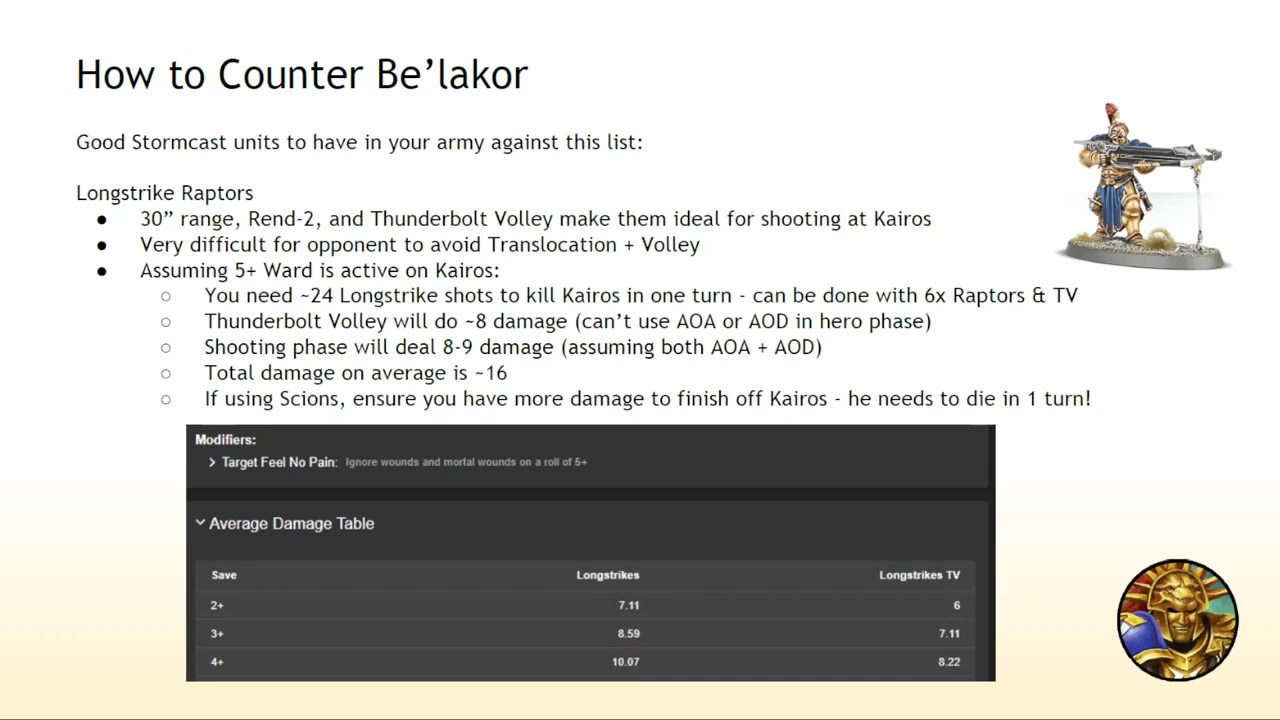 How to Counter Be’lakor
Good Stormcast units to have in your army against this list:
Longstrike Raptors
● 30” range, Rend-2, and Thunderbolt Volley make them ideal for shooting at Kairos
● Very difficult for opponent to avoid Translocation + Volley
● Assuming 5+ Ward is active on Kairos:
○ You need ~24 Longstrike shots to kill Kairos in one turn - can be done with 6x Raptors & TV
○ Thunderbolt Volley will do ~8 damage (can’t use AOA or AOD in hero phase)
○ Shooting phase will deal 8-9 damage (assuming both AOA + AOD)
○ Total damage on average is ~16
○ If using Scions, ensure you have more damage to finish off Kairos - he needs to die in 1 turn!
Modifiers:
Target Feel No Pain: Ignore wounds and mortal wounds on a roll of 5+
Average Damage Table
Save Longstrikes Longstrikes TV
2+ 7.11 6
3+ 8.59 7.11
4+ 10.07 8.22